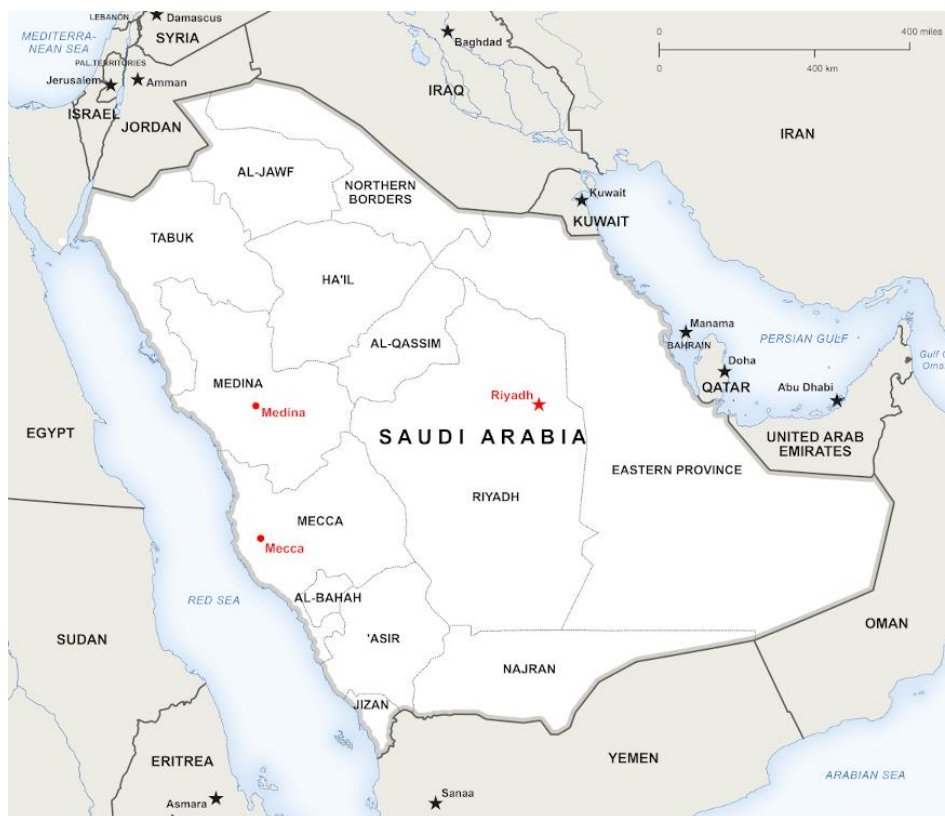 LEBANON
Damascus
SYRIA
MEDITERRA-
NEAN SEA
PAL.TERRITORIES
Jerusalem
Amman
ISRAEL
JORDAN
Baghdad
IRAQ
0 400 miles
0 400 km
IRAN
AL-JAWF
NORTHERN
BORDERS
Kuwait
KUWAIT
TABUK
HA'IL
AL-QASSIM
Manama
BAHRAIN
PERSIAN GULF
Doha
QATAR
Abu Dhabi
Gulf O
Oma
MEDINA
Medina
Riyadh
SAUDI ARABIA
UNITED ARAB
EMIRATES
EGYPT
EASTERN PROVINCE
RIYADH
MECCA
Mecca
RED SEA
AL-BAHAH
'ASIR
OMAN
SUDAN
NAJRAN
JIZAN
ERITREA
YEMEN
ARABIAN SEA
Asmara
Sanaa